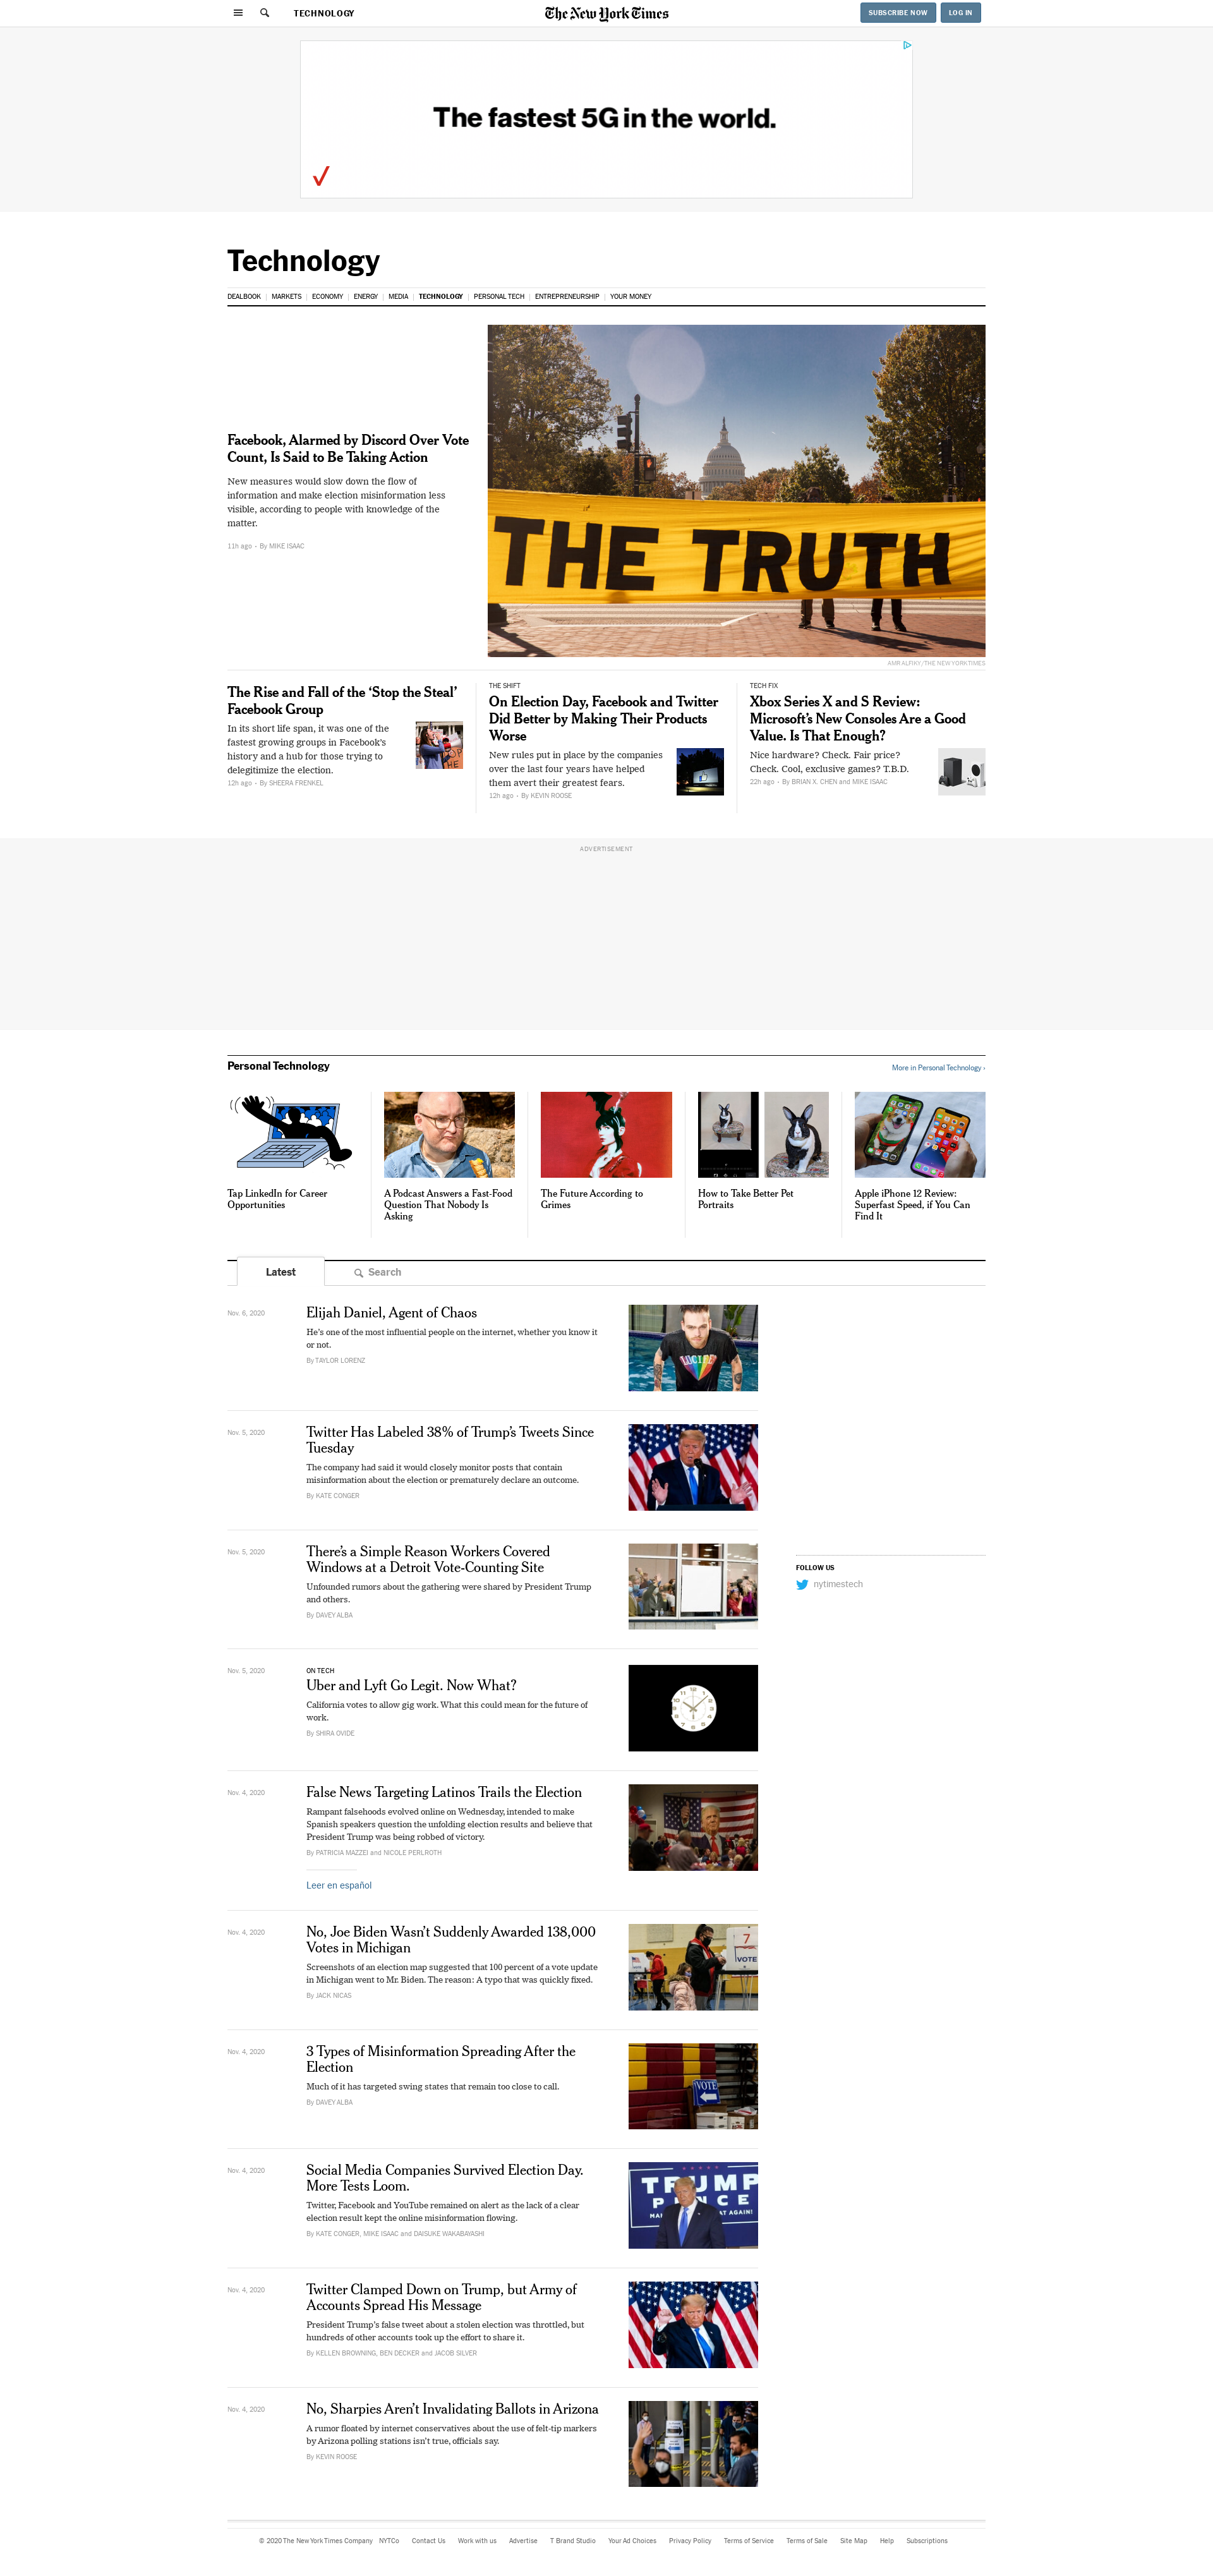 TECHNOLOGY
The New York Times
SUBSCRIBE NOW
LOG IN
The fastest 5G in the world.
Technology
DEALBOOK
MARKETS
ECONOMY
ENERGY
MEDIA
TECHNOLOGY
PERSONAL TECH
ENTREPRENEURSHIP
YOUR MONEY
Facebook, Alarmed by Discord Over Vote
Count, Is Said to Be Taking Action
New measures would slow down the flow of
information and make election misinformation less
visible, according to people with knowledge of the
matter.
11h ago • By MIKE ISAAC
THE TRUTH
AMR ALFIKY/THE NEW YORK TIMES
The Rise and Fall of the ‘Stop the Steal’
Facebook Group
In its short life span, it was one of the
fastest growing groups in Facebook’s
history and a hub for those trying to
delegitimize the election.
12h ago • By SHEERA FRENKEL
THE SHIFT
On Election Day, Facebook and Twitter
Did Better by Making Their Products
Worse
New rules put in place by the companies
over the last four years have helped
them avert their greatest fears.
12h ago • By KEVIN ROOSE
TECH FIX
Xbox Series X and S Review:
Microsoft’s New Consoles Are a Good
Value. Is That Enough?
Nice hardware? Check. Fair price?
Check. Cool, exclusive games? T.B.D.
22h ago • By BRIAN X. CHEN and MIKE ISAAC
ADVERTISEMENT
Personal Technology
More in Personal Technology ›
Tap LinkedIn for Career
Opportunities
A Podcast Answers a Fast-Food
Question That Nobody Is
Asking
The Future According to
Grimes
How to Take Better Pet
Portraits
Apple iPhone 12 Review:
Superfast Speed, if You Can
Find It
Latest
Search
Nov. 6, 2020
Elijah Daniel, Agent of Chaos
He’s one of the most influential people on the internet, whether you know it
or not.
By TAYLOR LORENZ
Nov. 5, 2020
Twitter Has Labeled 38% of Trump’s Tweets Since
Tuesday
The company had said it would closely monitor posts that contain
misinformation about the election or prematurely declare an outcome.
By KATE CONGER
Nov. 5, 2020
There’s a Simple Reason Workers Covered
Windows at a Detroit Vote-Counting Site
Unfounded rumors about the gathering were shared by President Trump
and others.
By DAVEY ALBA
FOLLOW US
nytimestech
Nov. 5, 2020
ON TECH
Uber and Lyft Go Legit. Now What?
California votes to allow gig work. What this could mean for the future of
work.
By SHIRA OVIDE
Nov. 4, 2020
False News Targeting Latinos Trails the Election
Rampant falsehoods evolved online on Wednesday, intended to make
Spanish speakers question the unfolding election results and believe that
President Trump was being robbed of victory.
By PATRICIA MAZZEI and NICOLE PERLROTH
Leer en español
Nov. 4, 2020
No, Joe Biden Wasn’t Suddenly Awarded 138,000
Votes in Michigan
Screenshots of an election map suggested that 100 percent of a vote update
in Michigan went to Mr. Biden. The reason: A typo that was quickly fixed.
By JACK NICAS
7
VOTE
Nov. 4, 2020
3 Types of Misinformation Spreading After the
Election
Much of it has targeted swing states that remain too close to call.
By DAVEY ALBA
VOTE
Nov. 4, 2020
Social Media Companies Survived Election Day.
More Tests Loom.
Twitter, Facebook and YouTube remained on alert as the lack of a clear
election result kept the online misinformation flowing.
By KATE CONGER, MIKE ISAAC and DAISUKE WAKABAYASHI
TRUMP
Nov. 4, 2020
Twitter Clamped Down on Trump, but Army of
Accounts Spread His Message
President Trump’s false tweet about a stolen election was throttled, but
hundreds of other accounts took up the effort to share it.
By KELLEN BROWNING, BEN DECKER and JACOB SILVER
Nov. 4, 2020
No, Sharpies Aren’t Invalidating Ballots in Arizona
A rumor floated by internet conservatives about the use of felt-tip markers
by Arizona polling stations isn’t true, officials say.
By KEVIN ROOSE
© 2020 The New York Times Company
NYTCo
Contact Us
Work with us
Advertise
T Brand Studio
Your Ad Choices
Privacy Policy
Terms of Service
Terms of Sale
Site Map
Help
Subscriptions